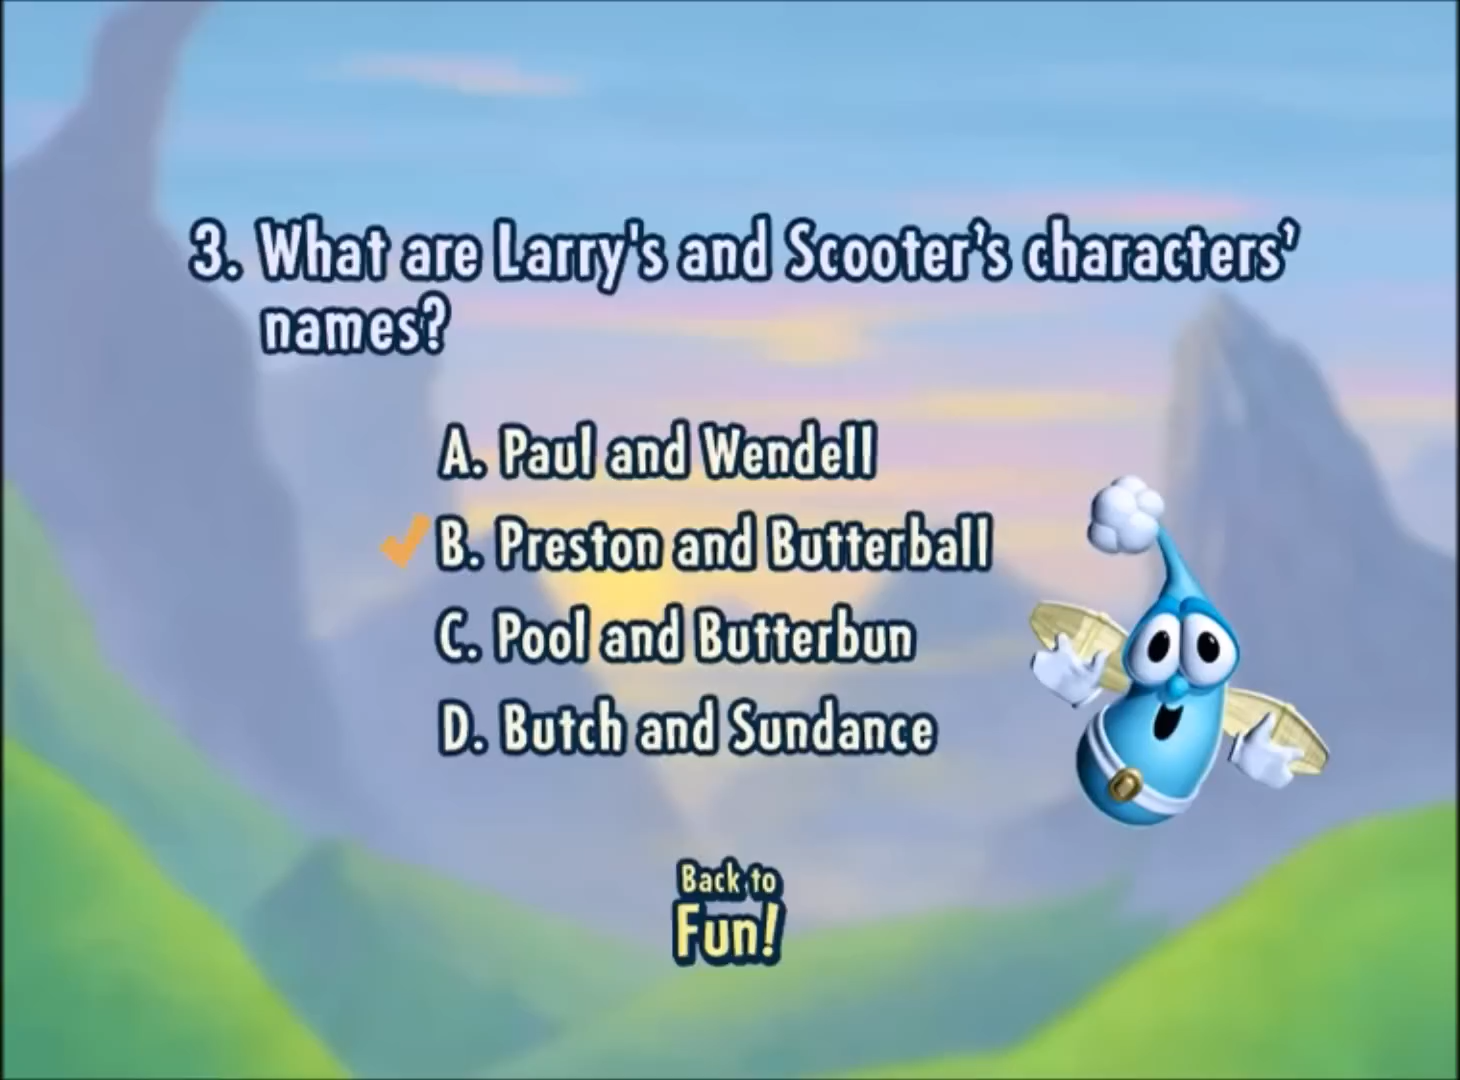 3. What are Larry's and Scooter's characters'
names?
A. Paul and Wendell
B. Preston and Butterball
C. Pool and Butterbun
D. Butch and Sundance
Back to
Fun!